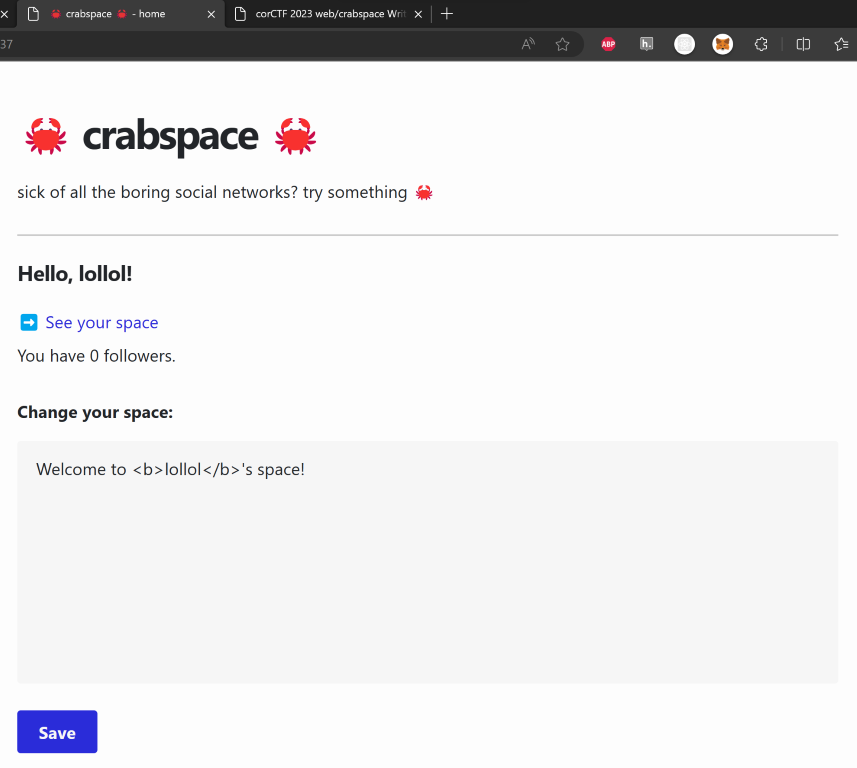 🦀 crabspace 🦀 - home
corCTF 2023 web/crabspace Writ
37
ABP
h.
🦀 crabspace 🦀
sick of all the boring social networks? try something 🦀
Hello, lollol!
➡️ See your space
You have 0 followers.
Change your space:
Welcome to <b>lollol</b>'s space!
Save